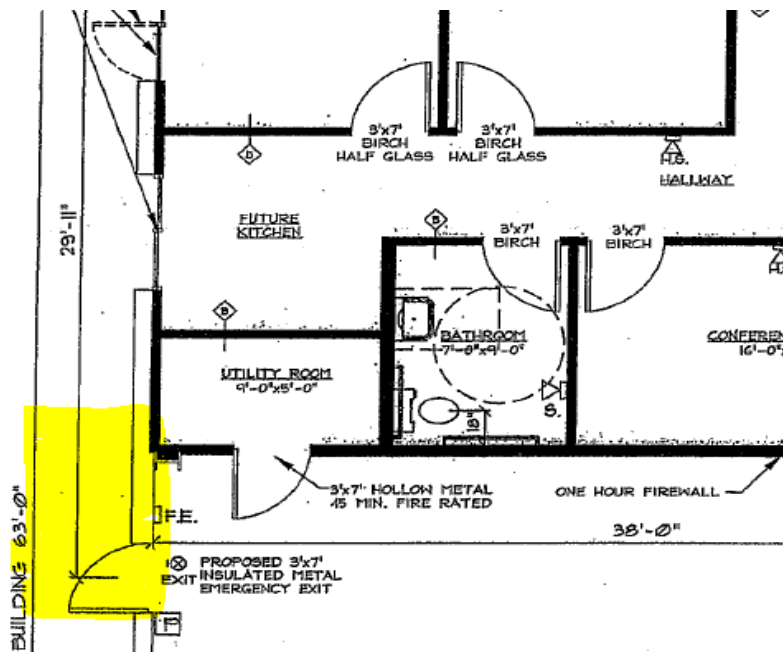 3'x7'
BIRCH
HALF GLASS
3'x7'
BIRCH
HALF GLASS
D
H.S.
HALLWAY
29'-11"
FUTURE
KITCHEN
B
3'x7'
BIRCH
3'x7'
BIRCH
B
BATHROOM
7'-0"x9'-0"
CONFEREN
16'-0"
UTILITY ROOM
9'-0"x5'-0"
S.
18"
3'x7' HOLLOW METAL
45 MIN. FIRE RATED
ONE HOUR FIREWALL
F.E.
38'-0"
BUILDING 63'-0"
EXIT
PROPOSED 3'x7'
INSULATED METAL
EMERGENCY EXIT
P